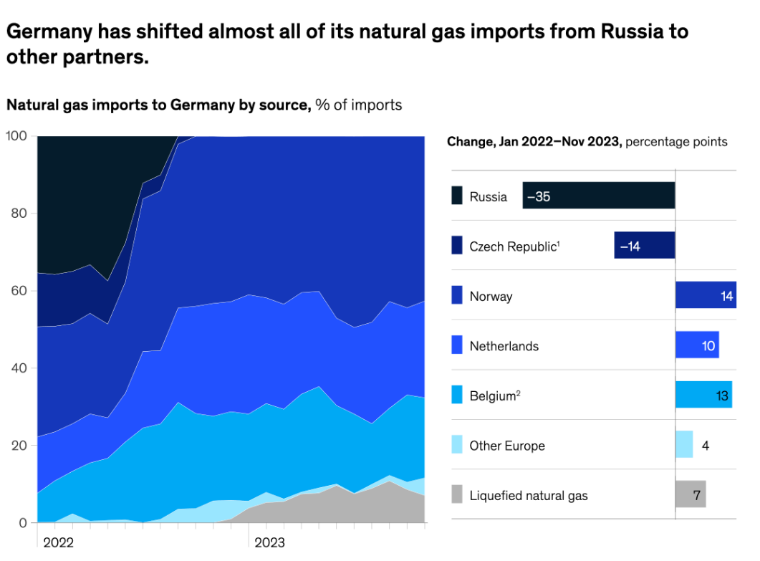 Germany has shifted almost all of its natural gas imports from Russia to
other partners.
Natural gas imports to Germany by source, % of imports
100
80
60
40
20
0
2022
2023
Change, Jan 2022–Nov 2023, percentage points
Russia
−35
Czech Republic¹
−14
Norway
14
Netherlands
10
Belgium²
13
Other Europe
4
Liquefied natural gas
7